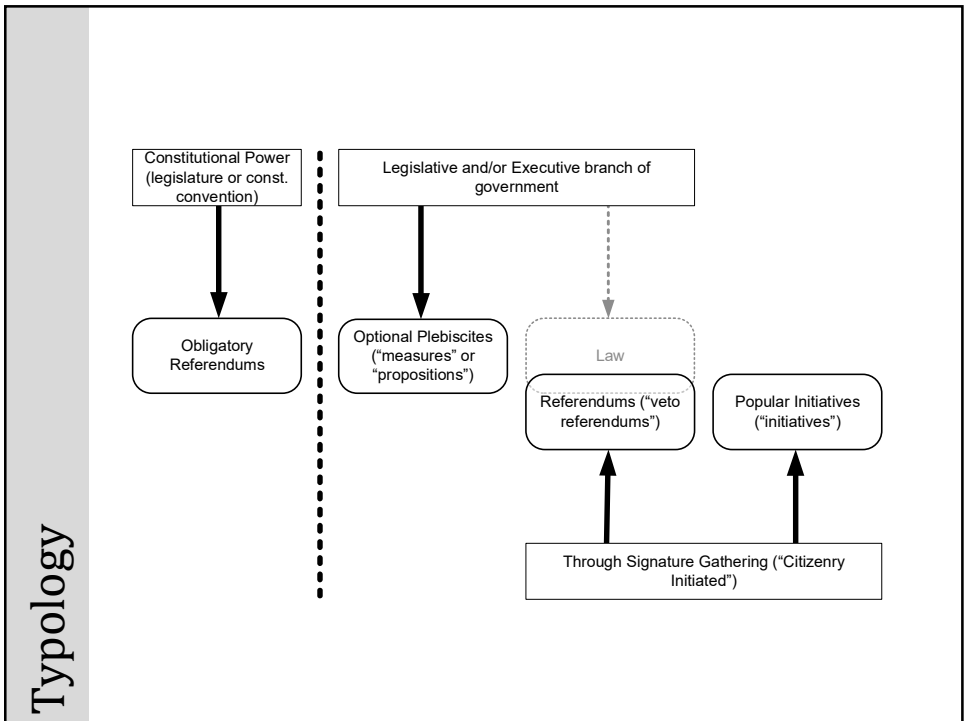 Typology
Constitutional Power
(legislature or const.
convention)
Legislative and/or Executive branch of
government
Obligatory
Referendums
Optional Plebiscites
(“measures” or
“propositions”)
Law
Referendums (“veto
referendums”)
Popular Initiatives
(“initiatives”)
Through Signature Gathering (“Citizenry
Initiated”)